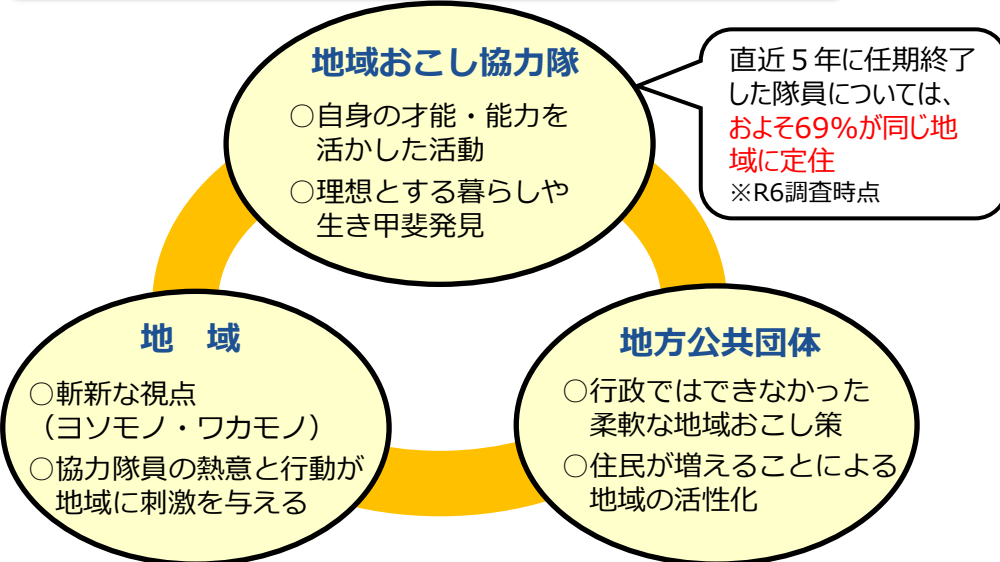 地域おこし協力隊
○自身の才能・能力を
活かした活動
○理想とする暮らしや
生き甲斐発見
直近５年に任期終了
した隊員については、
およそ69%が同じ地
域に定住
※R6調査時点
地　域
○斬新な視点
（ヨソモノ・ワカモノ）
○協力隊員の熱意と行動が
地域に刺激を与える
地方公共団体
○行政ではできなかった
柔軟な地域おこし策
○住民が増えることによる
地域の活性化